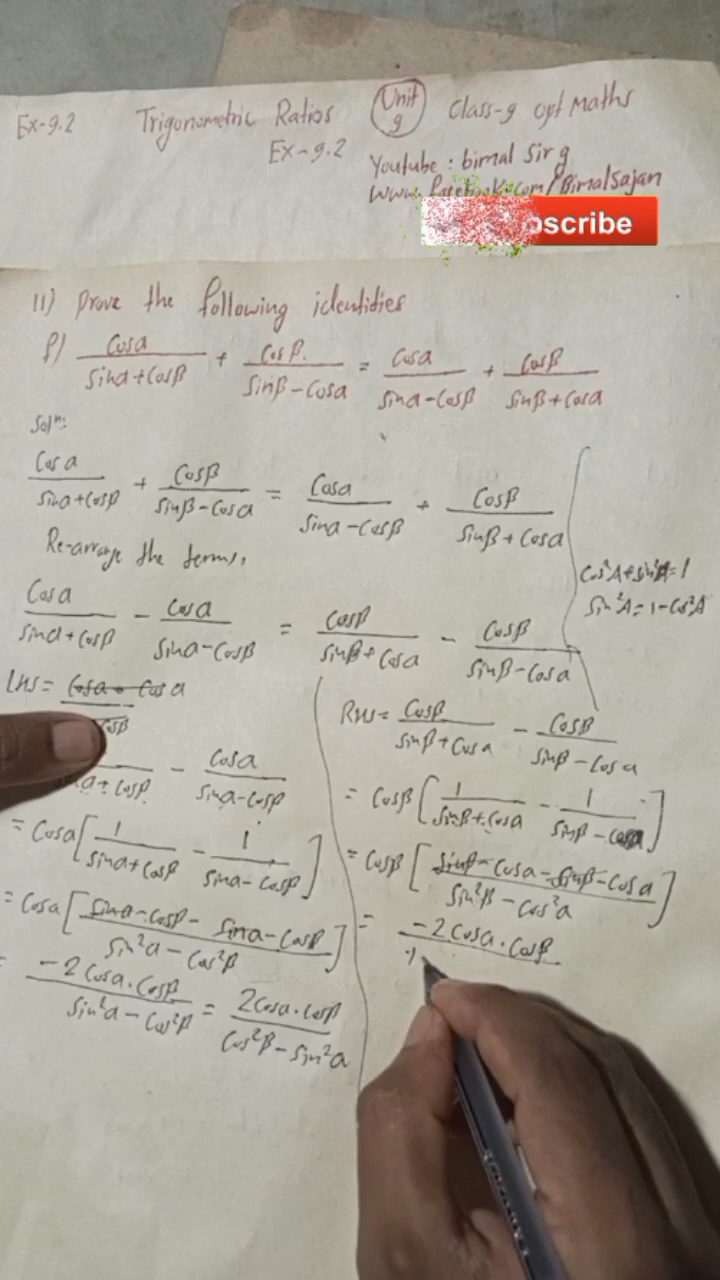 Ex-9.2 Trigonometric Ratios Unit 9 Class-9 opt Maths
Ex-9.2
Youtube : bimal Sir g
www.facebook.com/Bimalsajan
scribe
11) Prove the following identities
P) Cosα/(Sinα+Cosβ) + Cosβ/(Sinβ-Cosα) = Cosα/(Sinα-Cosβ) + Cosβ/(Sinβ+Cosα)
Solⁿ:
Cosα/(Sinα+Cosβ) + Cosβ/(Sinβ-Cosα) = Cosα/(Sinα-Cosβ) + Cosβ/(Sinβ+Cosα)
Re-arrange the terms,
Cos²A+Sin²A=1
Sin²A=1-Cos²A
Cosα/(Sinα+Cosβ) - Cosα/(Sinα-Cosβ) = Cosβ/(Sinβ+Cosα) - Cosβ/(Sinβ-Cosα)
LHS=
Sinα+Cosβ - Cosα/(Sinα-Cosβ)
= Cosα[1/(Sinα+Cosβ) - 1/(Sinα-Cosβ)]
= Cosα[(Sinα-Cosβ-Sinα-Cosβ)/(Sin²α-Cos²β)]
= -2Cosα.Cosβ/(Sin²α-Cos²β) = 2Cosα.Cosβ/(Cos²β-Sin²α)
RHS= Cosβ/(Sinβ+Cosα) - Cosβ/(Sinβ-Cosα)
= Cosβ[1/(Sinβ+Cosα) - 1/(Sinβ-Cosα)]
= Cosβ[(Sinβ-Cosα-Sinβ-Cosα)/(Sin²β-Cos²α)]
= -2Cosα.Cosβ